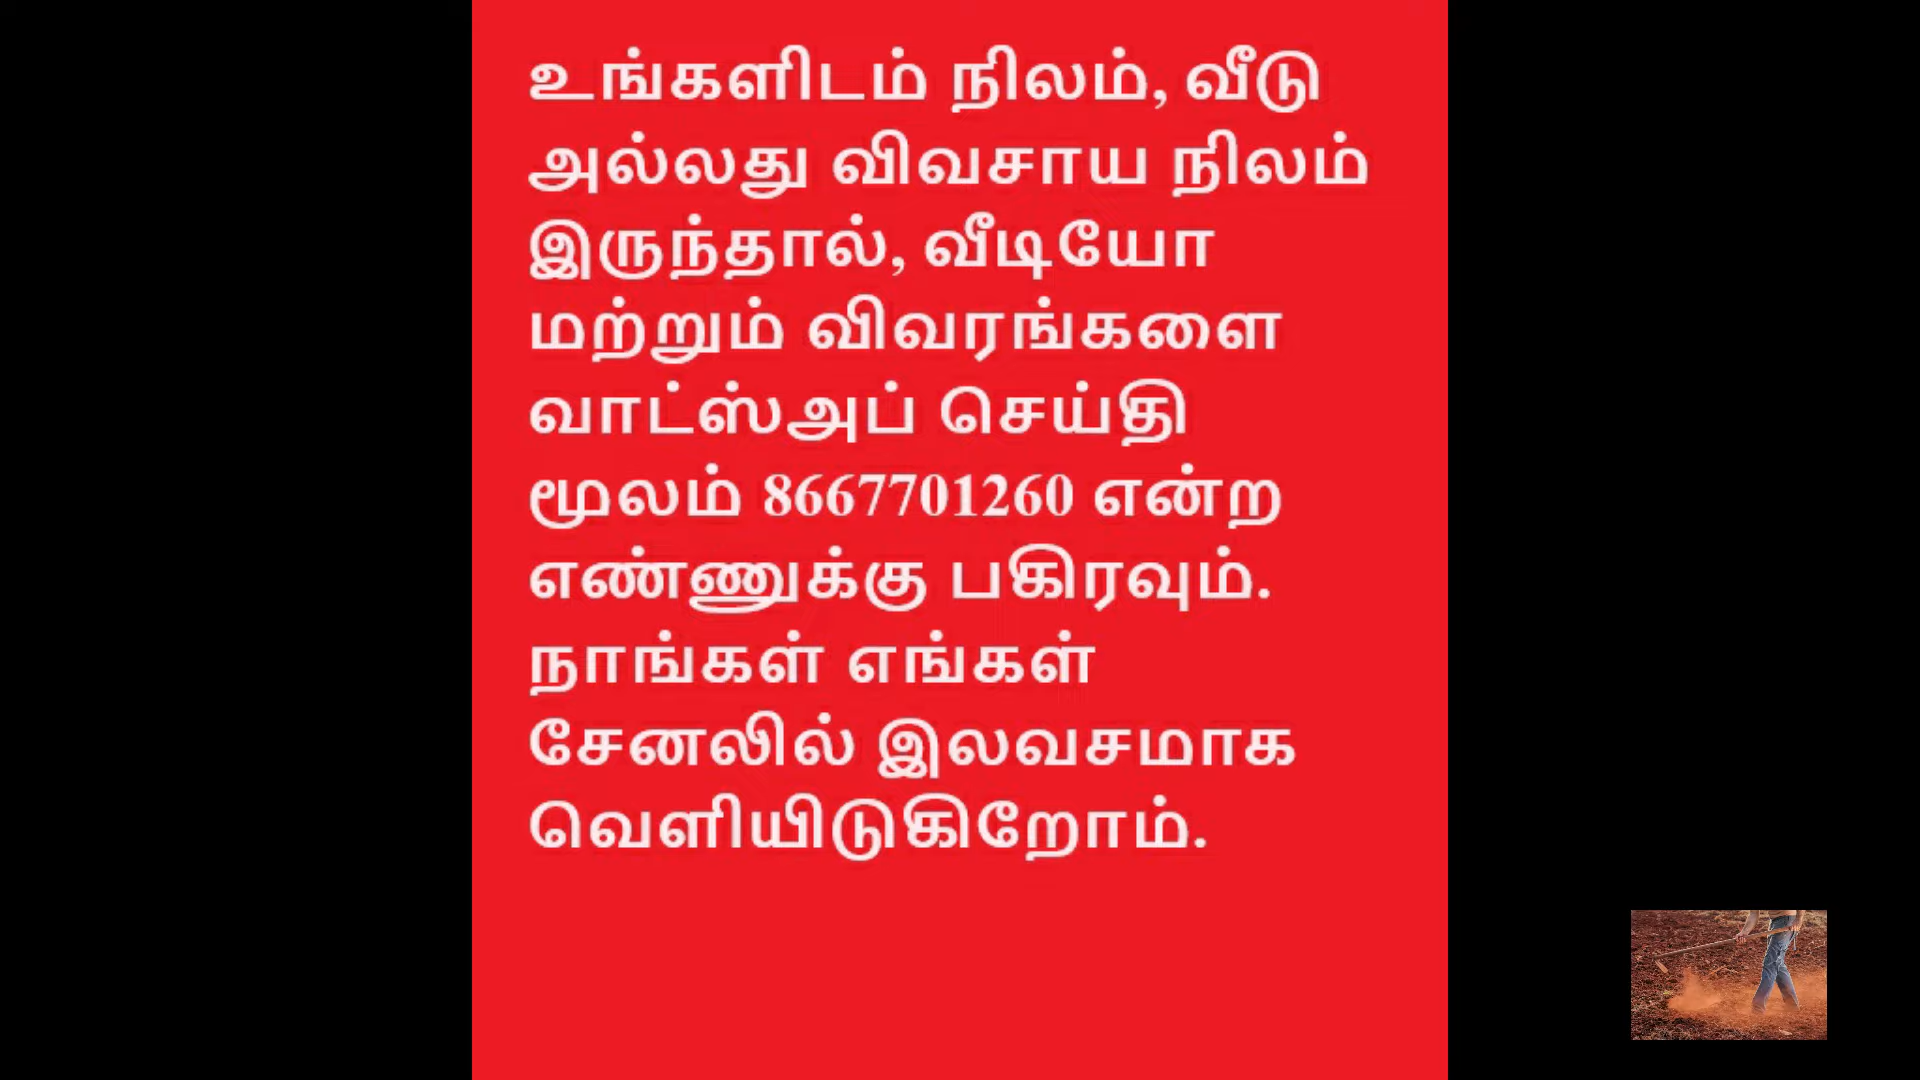 உங்களிடம் நிலம், வீடு
அல்லது விவசாய நிலம்
இருந்தால், வீடியோ
மற்றும் விவரங்களை
வாட்ஸ்அப் செய்தி
மூலம் 8667701260 என்ற
எண்ணுக்கு பகிரவும்.
நாங்கள் எங்கள்
சேனலில் இலவசமாக
வெளியிடுகிறோம்.